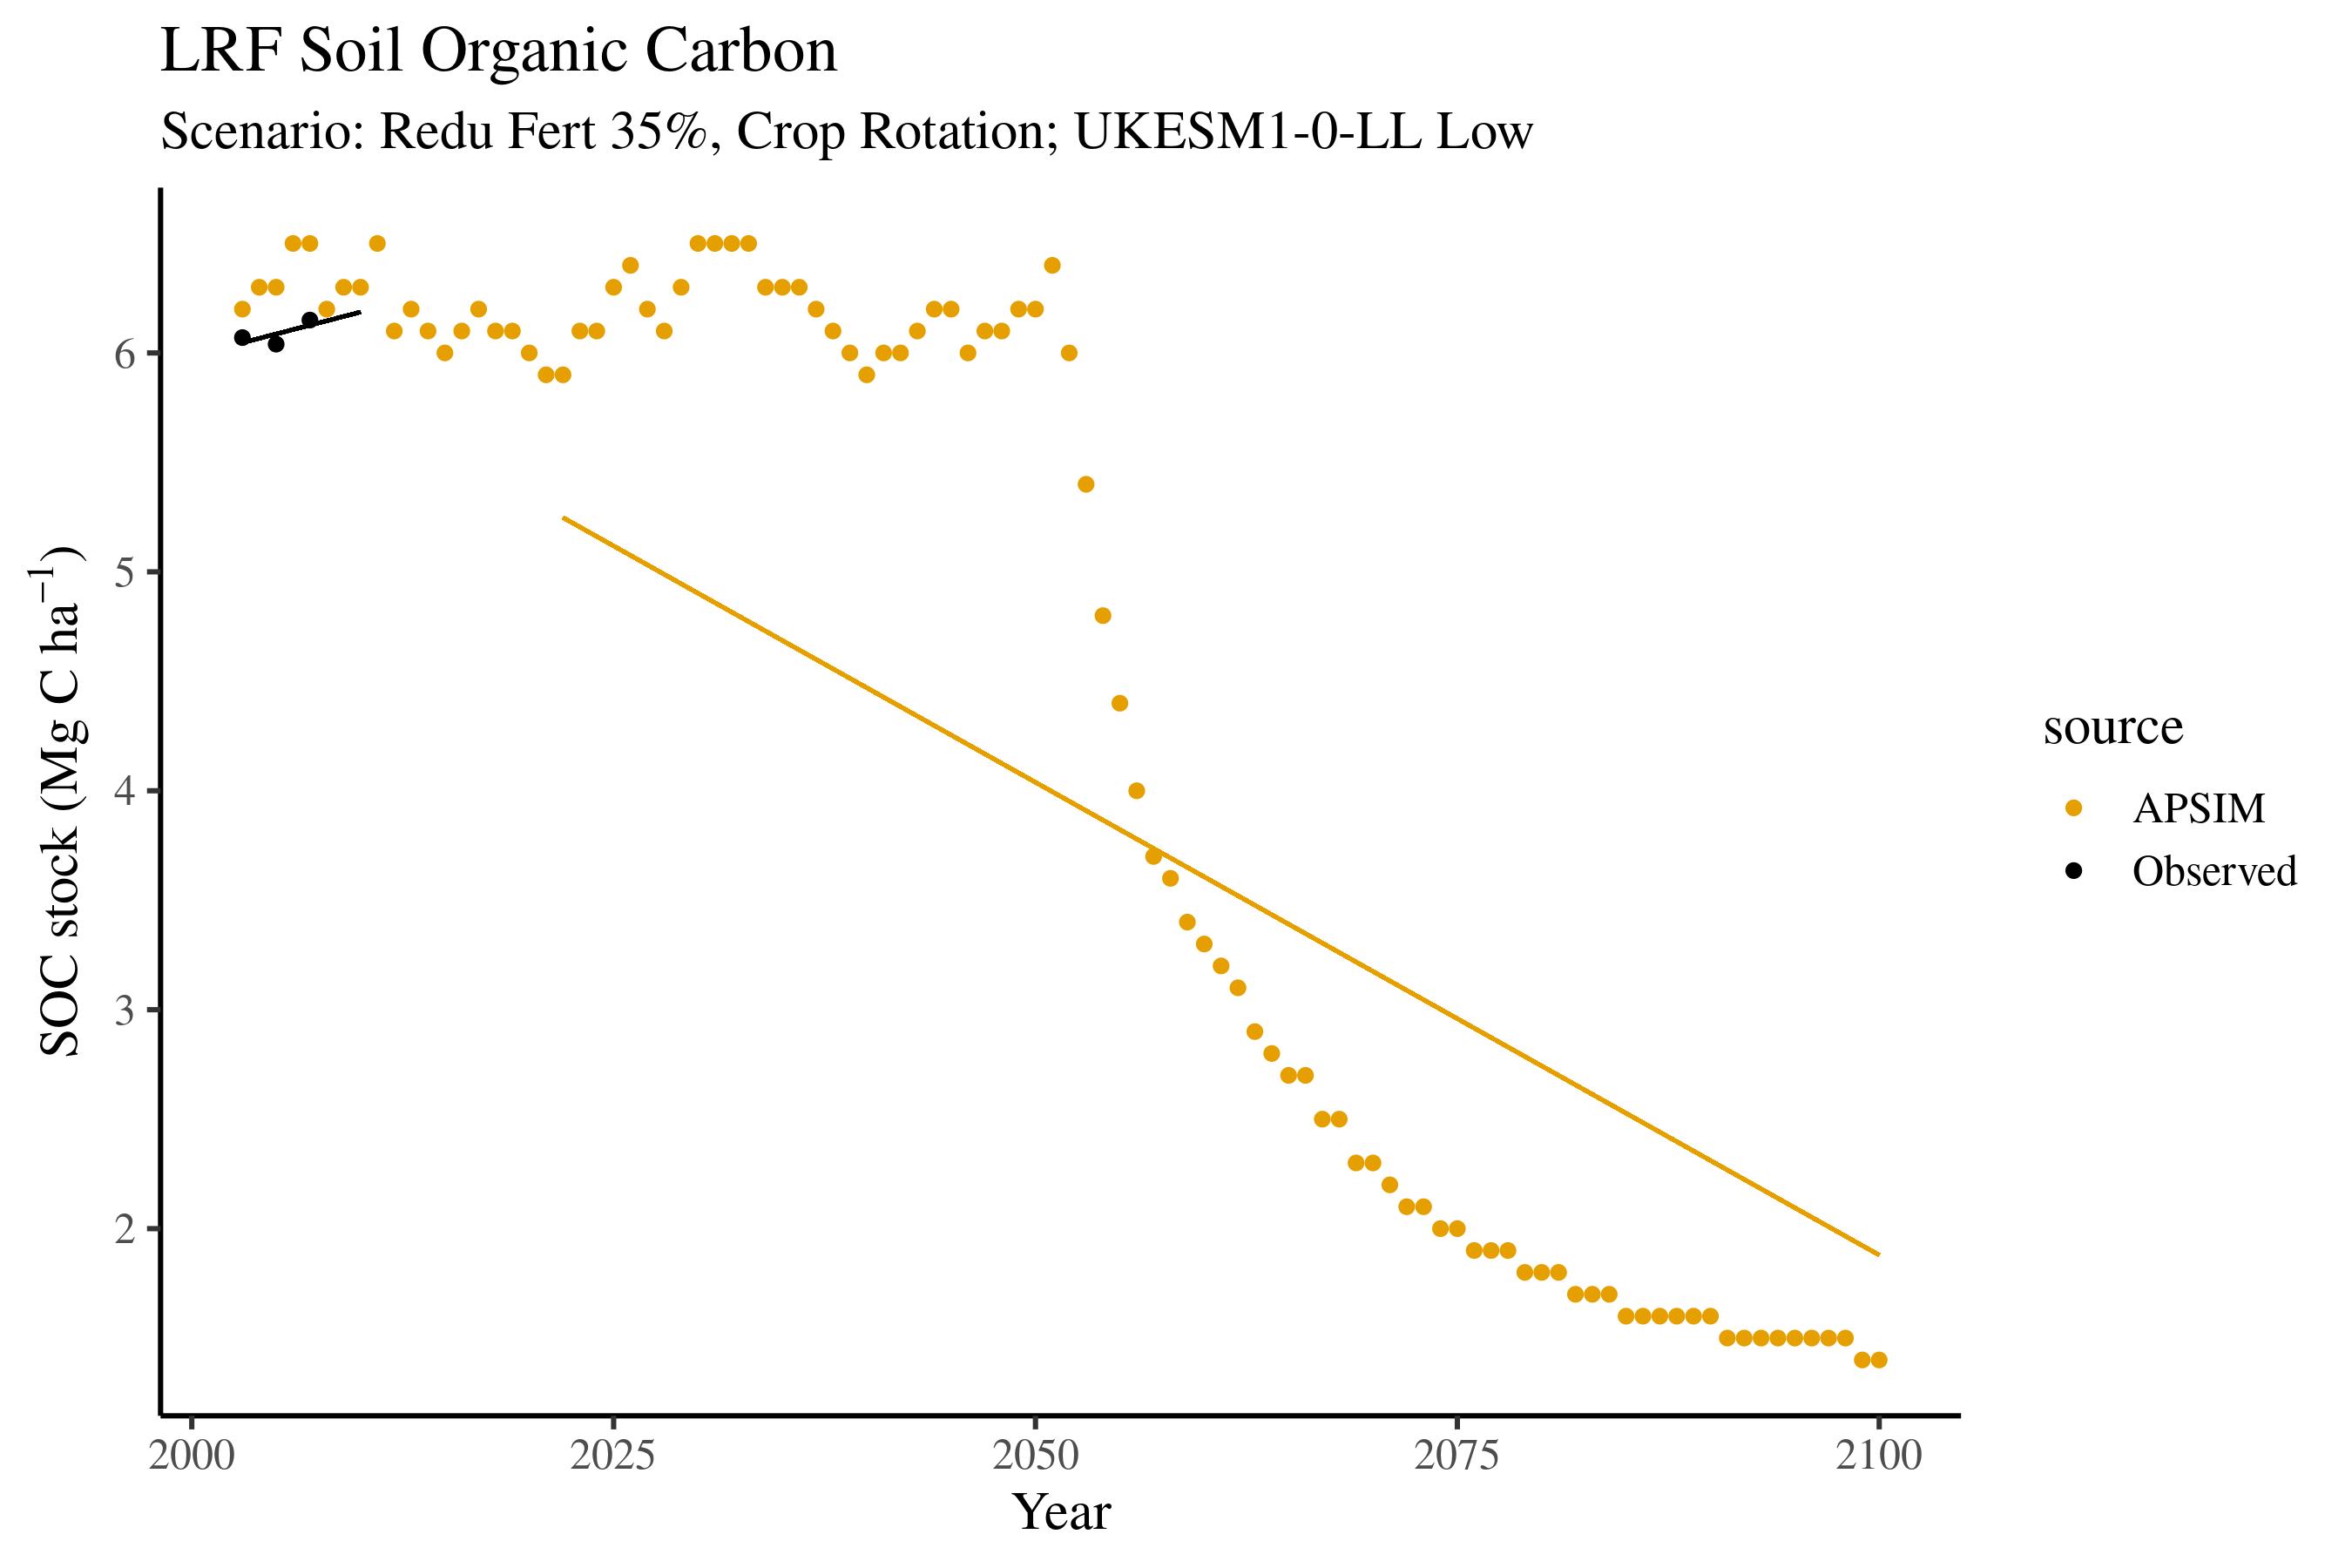 LRF Soil Organic Carbon
Scenario: Redu Fert 35%, Crop Rotation; UKESM1-0-LL Low
SOC stock (Mg C ha⁻¹)
6
5
4
3
2
2000 2025 2050 2075 2100
Year
source
APSIM
Observed